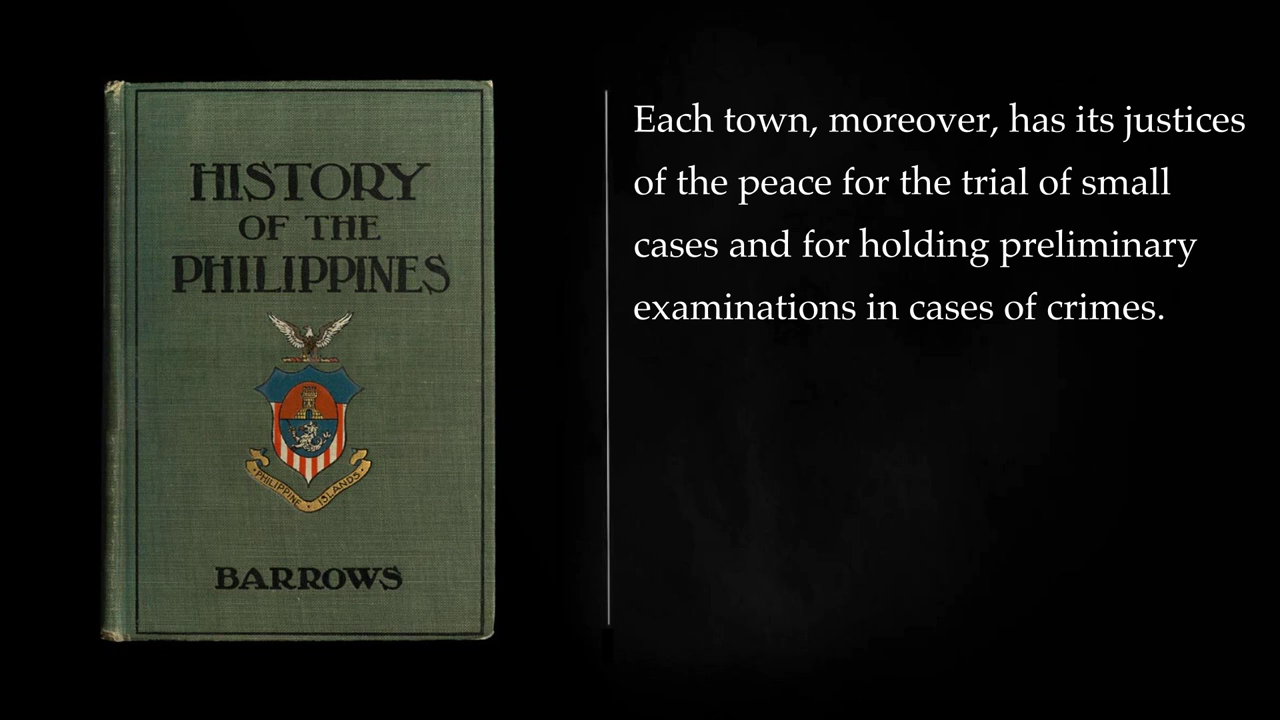 HISTORY
OF THE
PHILIPPINES
PHILIPPINE ISLANDS
BARROWS
Each town, moreover, has its justices
of the peace for the trial of small
cases and for holding preliminary
examinations in cases of crimes.